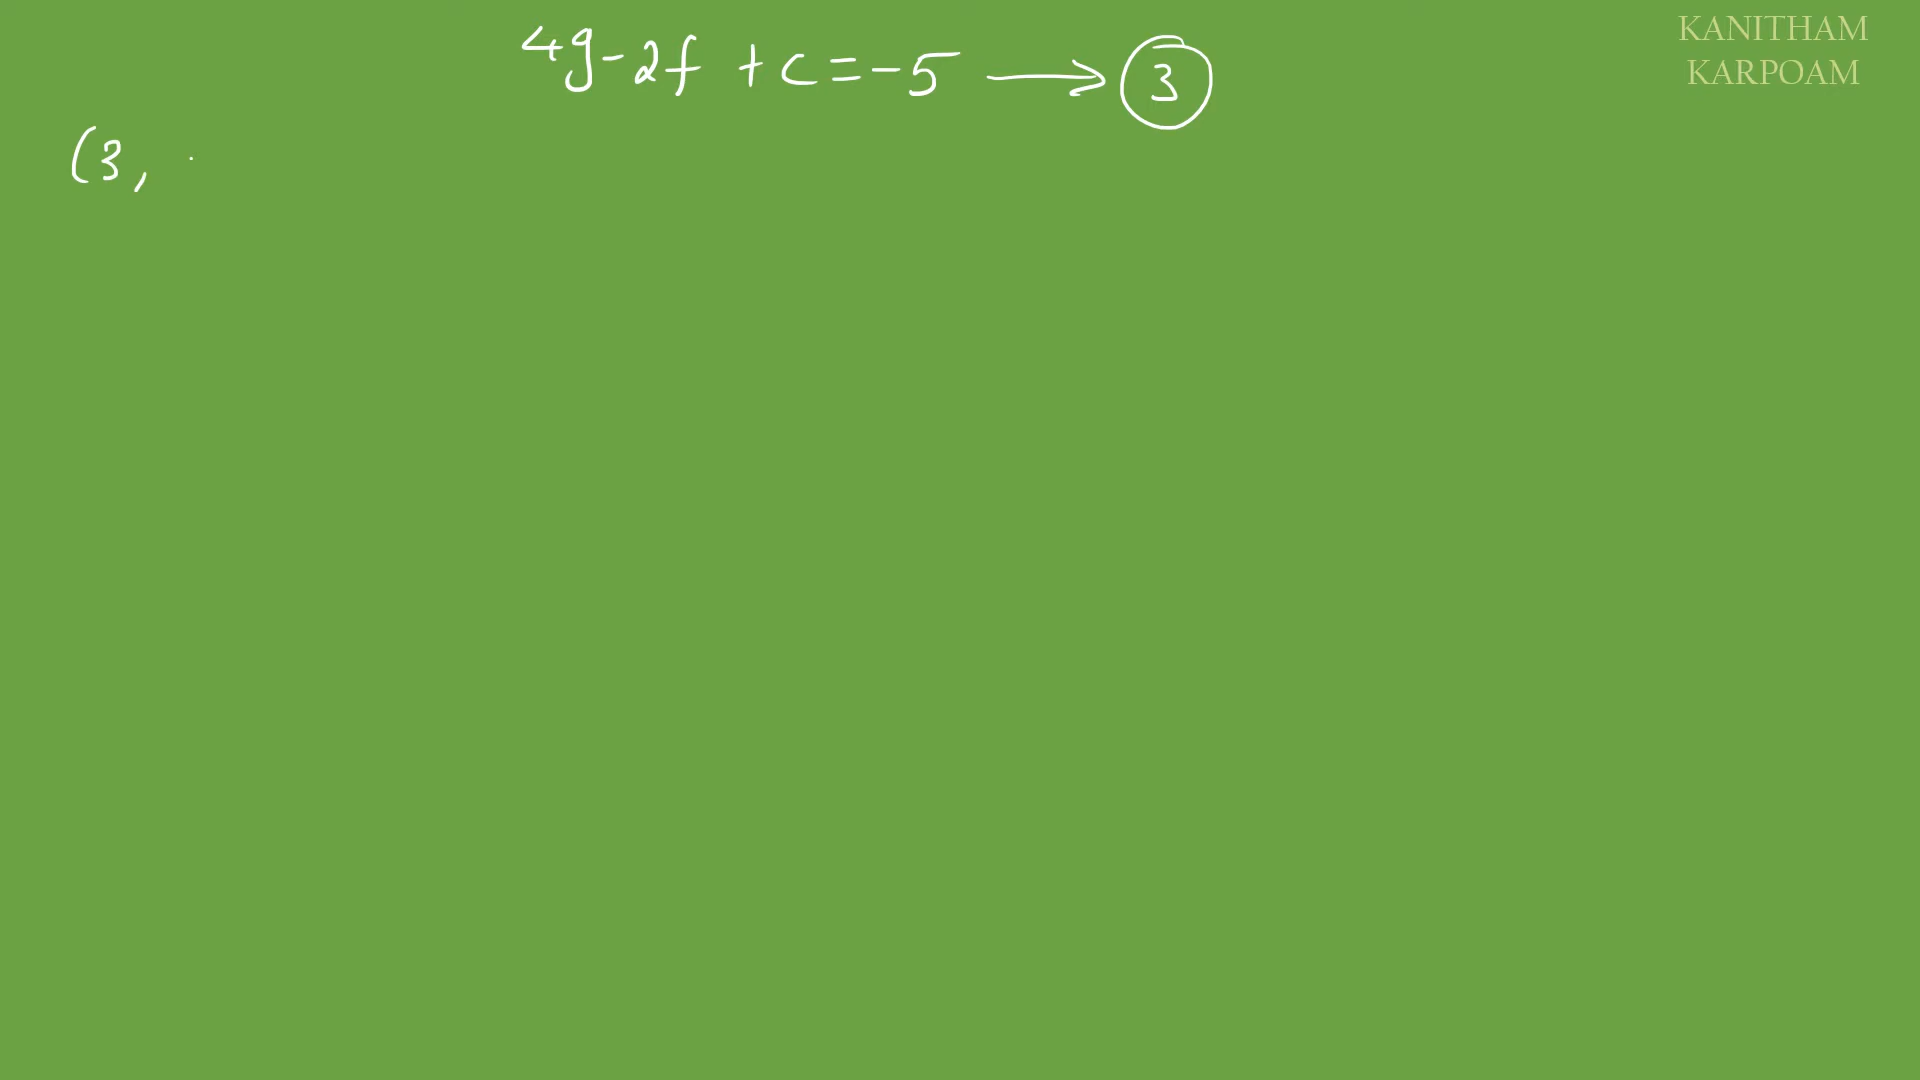 4g-2f +c=-5 → 3
KANITHAM
KARPOAM
(3,